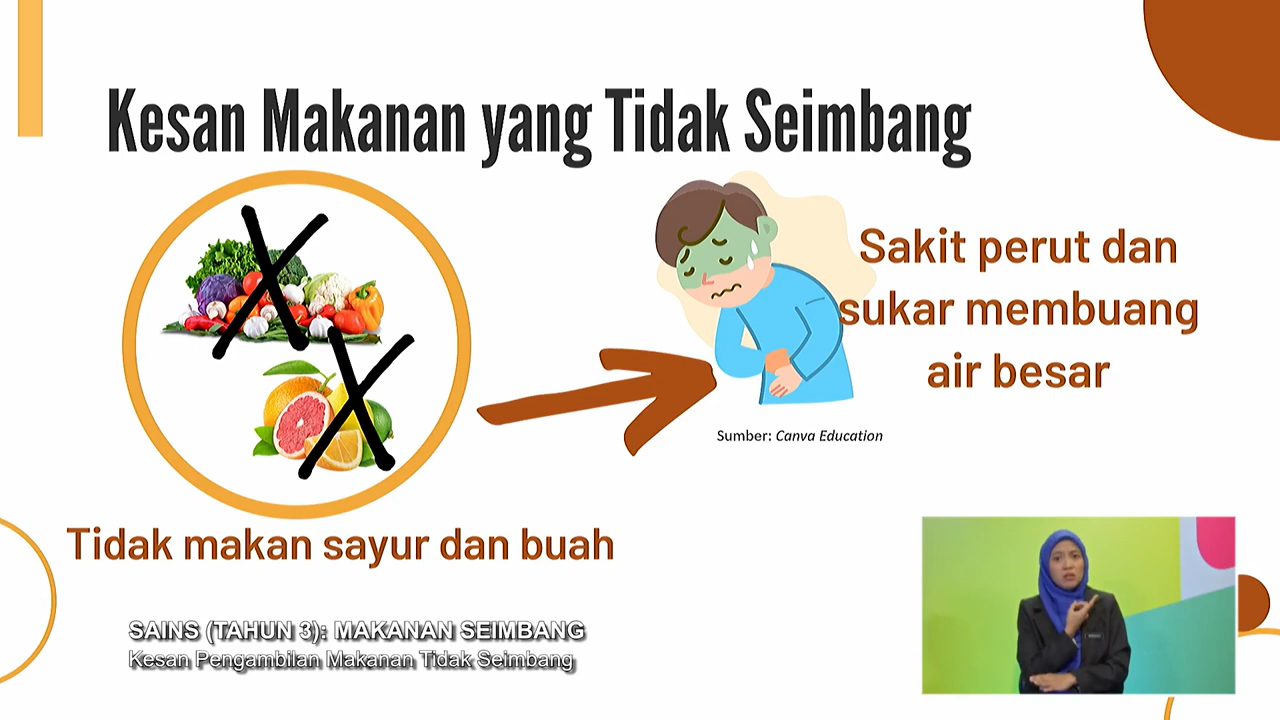 Kesan Makanan yang Tidak Seimbang
Sakit perut dan
sukar membuang
air besar
Sumber: Canva Education
Tidak makan sayur dan buah
SAINS (TAHUN 3): MAKANAN SEIMBANG
Kesan Pengambilan Makanan Tidak Seimbang